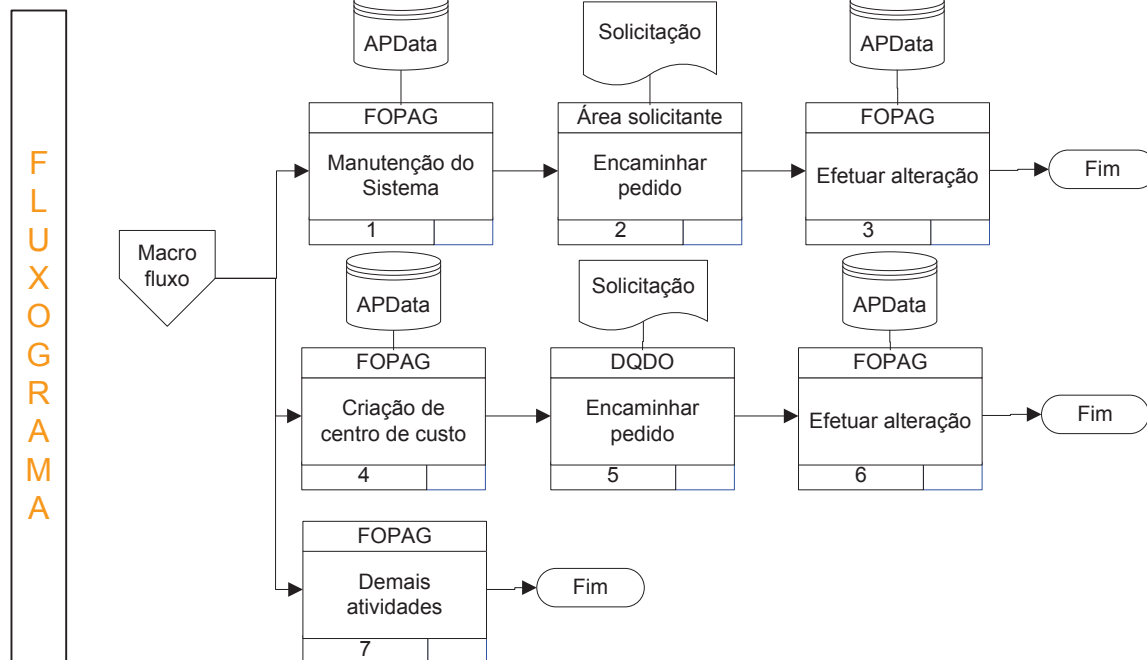 FLUXOGRAMA
Macro
fluxo
APData
FOPAG
Manutenção do
Sistema
1
Solicitação
Área solicitante
Encaminhar
pedido
2
APData
FOPAG
Efetuar alteração
3
Fim
APData
FOPAG
Criação de
centro de custo
4
Solicitação
DQDO
Encaminhar
pedido
5
APData
FOPAG
Efetuar alteração
6
Fim
FOPAG
Demais
atividades
7
Fim